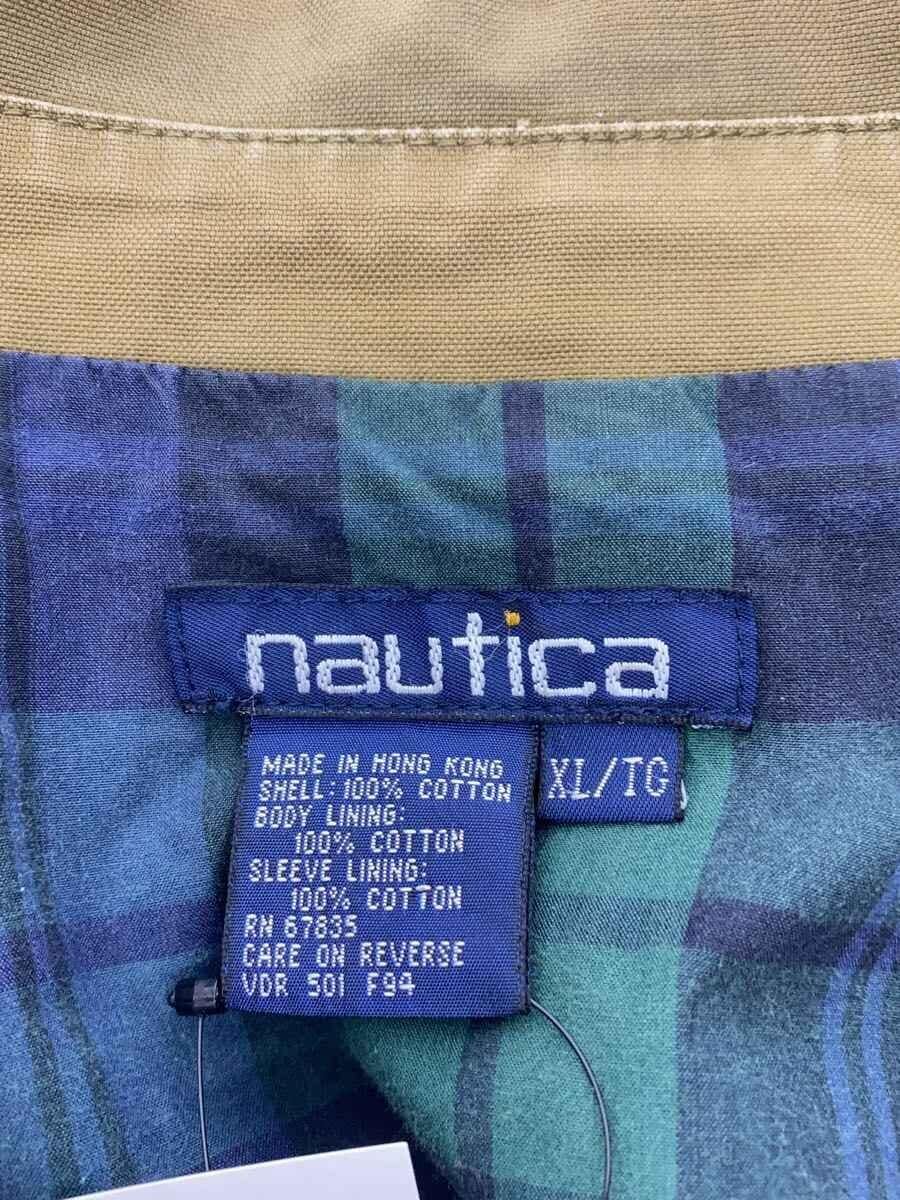 nautica
MADE IN HONG KONG
SHELL: 100% COTTON
BODY LINING:
100% COTTON
SLEEVE LINING:
100% COTTON
RN 67835
CARE ON REVERSE
VDR 501 F94
XL/TG